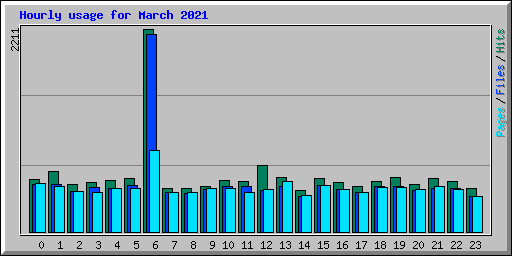 Hourly usage for March 2021
2211
Pages / Files / Hits
0 1 2 3 4 5 6 7 8 9 10 11 12 13 14 15 16 17 18 19 20 21 22 23